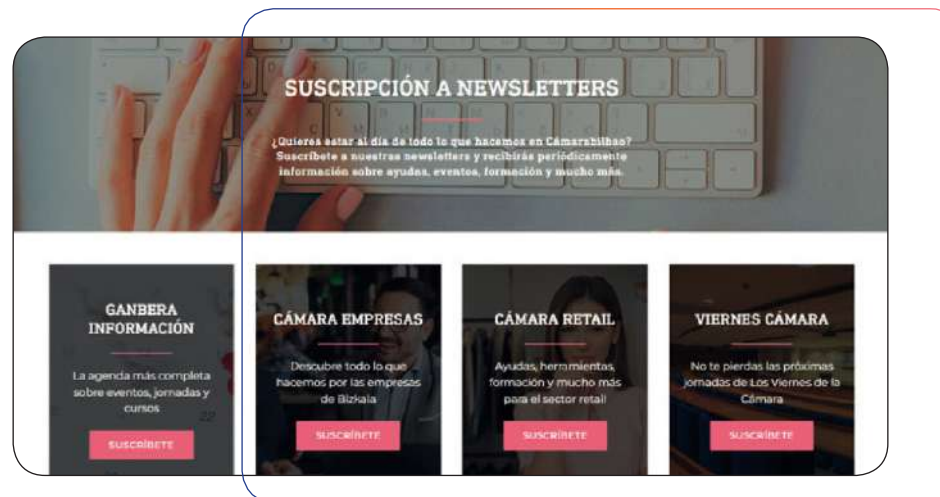 SUSCRIPCIÓN A NEWSLETTERS
¿Quieres estar al día de todo lo que hacemos en Cámarabilbao?
Suscríbete a nuestras newsletters y recibirás periódicamente
información sobre ayudas, eventos, formación y mucho más.
GANBERA
INFORMACIÓN
La agenda más completa
sobre eventos, jornadas y
cursos
SUSCRÍBETE
CÁMARA EMPRESAS
Descubre todo lo que
hacemos por las empresas
de Bizkaia
SUSCRÍBETE
CÁMARA RETAIL
Ayudas, herramientas,
formación y mucho más
para el sector retail
SUSCRÍBETE
VIERNES CÁMARA
No te pierdas las próximas
jornadas de Los Viernes de la
Cámara
SUSCRÍBETE